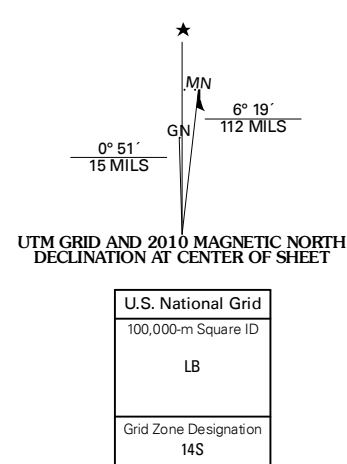 MN
6° 19´
112 MILS
GN
0° 51´
15 MILS
UTM GRID AND 2010 MAGNETIC NORTH
DECLINATION AT CENTER OF SHEET
U.S. National Grid
100,000-m Square ID
LB
Grid Zone Designation
14S